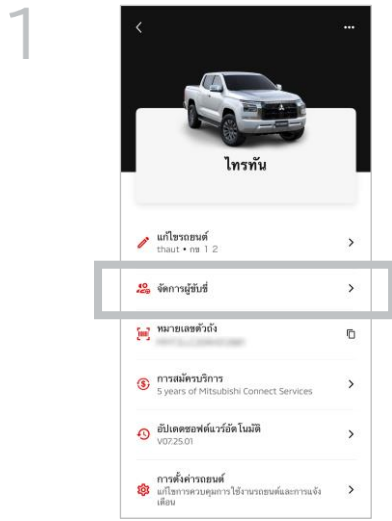 1
ไทรทัน
แก้ไขรถยนต์
thaut • กข 1 2
จัดการผู้ขับขี่
หมายเลขตัวถัง
การสมัครบริการ
5 years of Mitsubishi Connect Services
อัปเดตซอฟต์แวร์อัตโนมัติ
V07.25.01
การตั้งค่ารถยนต์
แก้ไขการควบคุมการใช้งานรถยนต์และการแจ้ง
เตือน